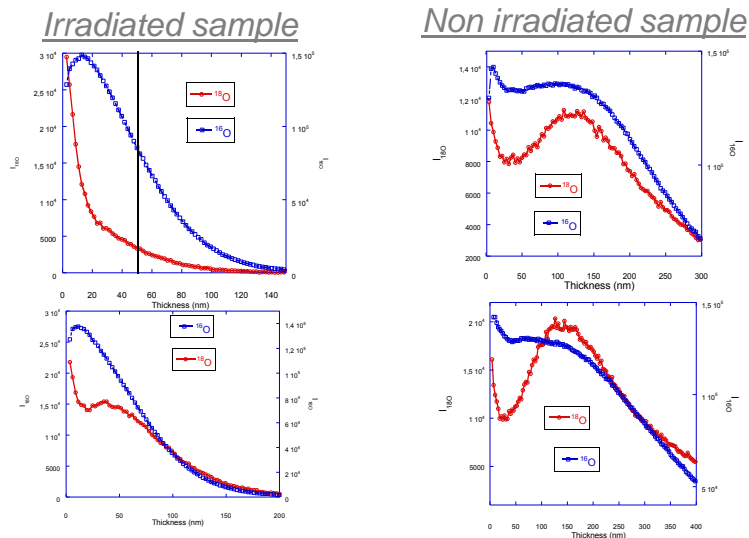 Irradiated sample
Non irradiated sample
3 10⁴
2,5 10⁴
2 10⁴
1,5 10⁴
1 10⁴
5000
0
I₁₈O
1,5 10⁵
1 10⁵
5 10⁴
0
I₁₆O
¹⁸O
¹⁶O
0 20 40 60 80 100 120 140
Thickness (nm)
1,4 10⁴
1,2 10⁴
1 10⁴
8000
6000
4000
2000
I₁₈O
1,5 10⁵
1 10⁵
I₁₆O
¹⁸O
¹⁶O
0 50 100 150 200 250 300
Thickness (nm)
3 10⁴
2,5 10⁴
2 10⁴
1,5 10⁴
1 10⁴
5000
0
1,4 10⁵
1,2 10⁵
1 10⁵
8 10⁴
6 10⁴
4 10⁴
2 10⁴
0
I₁₆O
¹⁶O
¹⁸O
0 50 100 150 200
Thickness (nm)
2 10⁴
1,5 10⁴
1 10⁴
5000
I₁₈O
1,5 10⁵
1 10⁵
5 10⁴
I₁₆O
¹⁸O
¹⁶O
0 50 100 150 200 250 300 350 400
Thickness (nm)